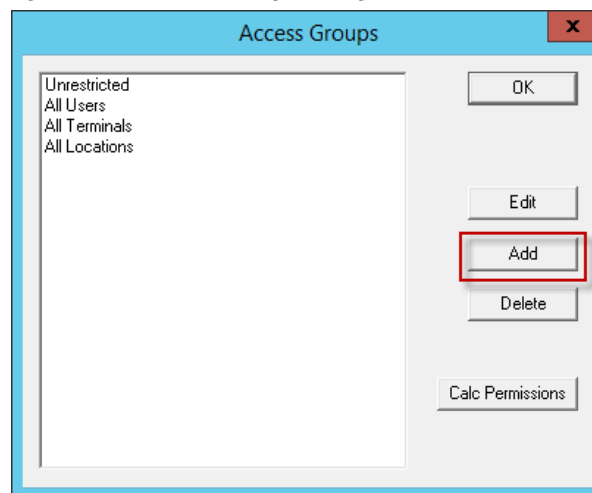 Access Groups
x
Unrestricted
All Users
All Terminals
All Locations
OK
Edit
Add
Delete
Calc Permissions